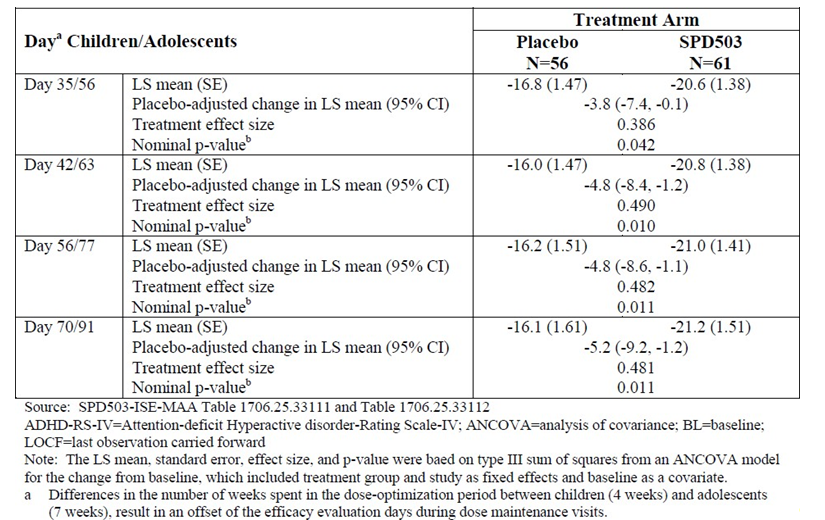 Treatment Arm
Dayᵃ Children/Adolescents Placebo SPD503
N=56 N=61
Day 35/56 LS mean (SE) -16.8 (1.47) -20.6 (1.38)
Placebo-adjusted change in LS mean (95% CI) -3.8 (-7.4, -0.1)
Treatment effect size 0.386
Nominal p-valueᵇ 0.042
Day 42/63 LS mean (SE) -16.0 (1.47) -20.8 (1.38)
Placebo-adjusted change in LS mean (95% CI) -4.8 (-8.4, -1.2)
Treatment effect size 0.490
Nominal p-valueᵇ 0.010
Day 56/77 LS mean (SE) -16.2 (1.51) -21.0 (1.41)
Placebo-adjusted change in LS mean (95% CI) -4.8 (-8.6, -1.1)
Treatment effect size 0.482
Nominal p-valueᵇ 0.011
Day 70/91 LS mean (SE) -16.1 (1.61) -21.2 (1.51)
Placebo-adjusted change in LS mean (95% CI) -5.2 (-9.2, -1.2)
Treatment effect size 0.481
Nominal p-valueᵇ 0.011
Source: SPD503-ISE-MAA Table 1706.25.33111 and Table 1706.25.33112
ADHD-RS-IV=Attention-deficit Hyperactive disorder-Rating Scale-IV; ANCOVA=analysis of covariance; BL=baseline;
LOCF=last observation carried forward
Note: The LS mean, standard error, effect size, and p-value were baed on type III sum of squares from an ANCOVA model
for the change from baseline, which included treatment group and study as fixed effects and baseline as a covariate.
a Differences in the number of weeks spent in the dose-optimization period between children (4 weeks) and adolescents
(7 weeks), result in an offset of the efficacy evaluation days during dose maintenance visits.